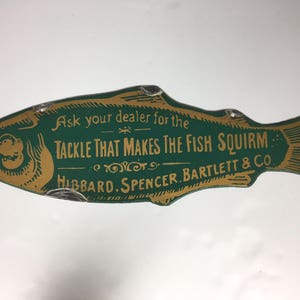 Ask your dealer for the
TACKLE THAT MAKES THE FISH SQUIRM.
HIBBARD, SPENCER, BARTLETT & CO.